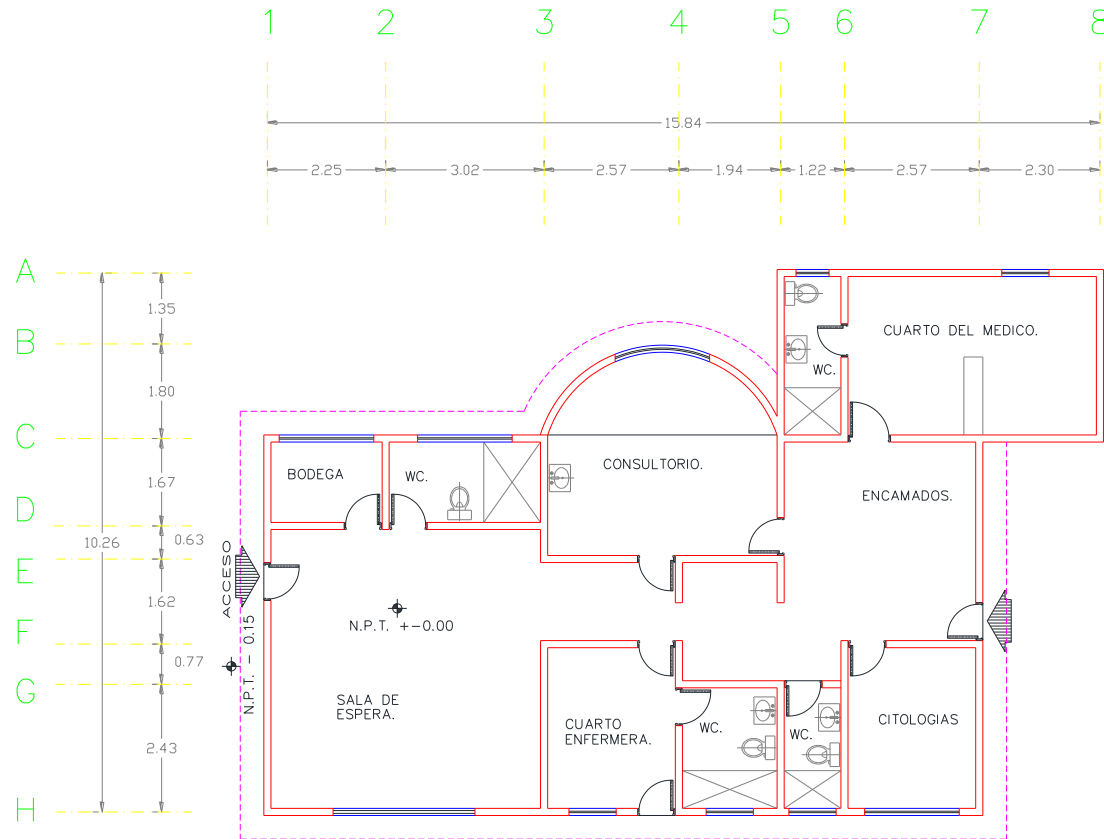 1 2 3 4 5 6 7 8
15.84
2.25 3.02 2.57 1.94 1.22 2.57 2.30
A
B
C
D
E
F
G
H
10.26
1.35
1.80
1.67
0.63
1.62
0.77
2.43
CUARTO DEL MEDICO.
WC.
BODEGA
WC.
CONSULTORIO.
ENCAMADOS.
ACCESO
N.P.T. +-0.00
N.P.T. - 0.15
SALA DE
ESPERA.
CUARTO
ENFERMERA.
WC.
WC.
CITOLOGIAS